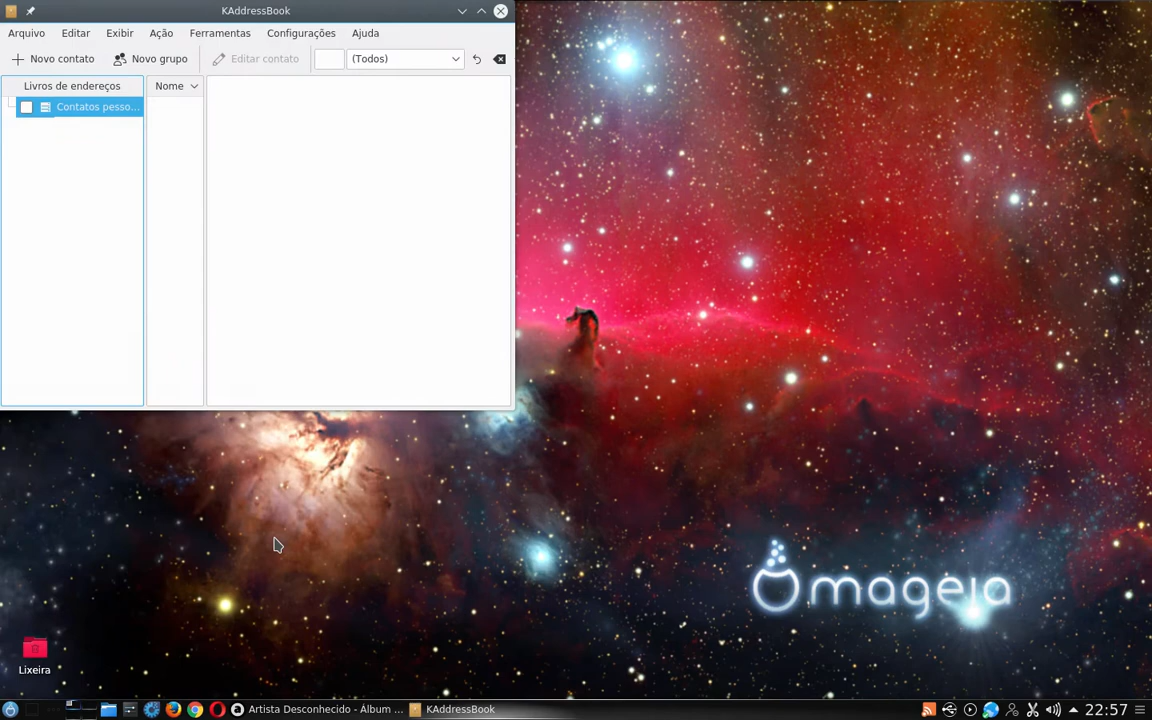 KAddressBook
Arquivo Editar Exibir Ação Ferramentas Configurações Ajuda
Novo contato Novo grupo Editar contato (Todos)
Livros de endereços Nome
Contatos pesso...
mageia
Lixeira
Artista Desconhecido - Álbum ... KAddressBook 22:57